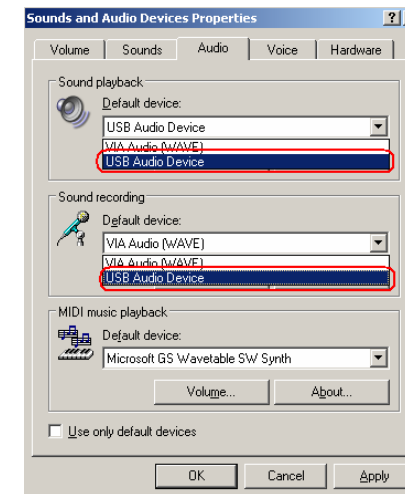 Sounds and Audio Devices Properties
?
Volume Sounds Audio Voice Hardware
Sound playback
Default device:
USB Audio Device
VIA Audio (WAVE)
USB Audio Device
Sound recording
Default device:
VIA Audio (WAVE)
VIA Audio (WAVE)
USB Audio Device
MIDI music playback
Default device:
Microsoft GS Wavetable SW Synth
Volume... About...
Use only default devices
OK Cancel Apply